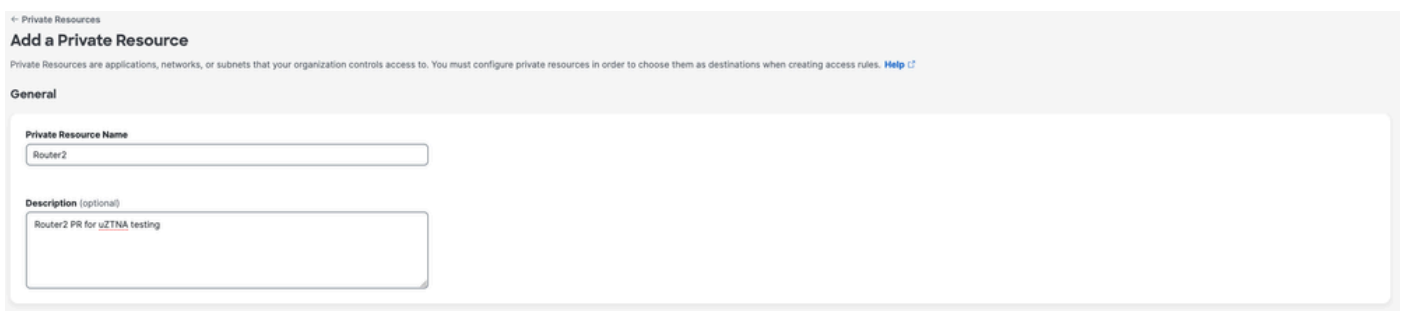 ← Private Resources
Add a Private Resource
Private Resources are applications, networks, or subnets that your organization controls access to. You must configure private resources in order to choose them as destinations when creating access rules. Help
General
Private Resource Name
Router2
Description (optional)
Router2 PR for uZTNA testing